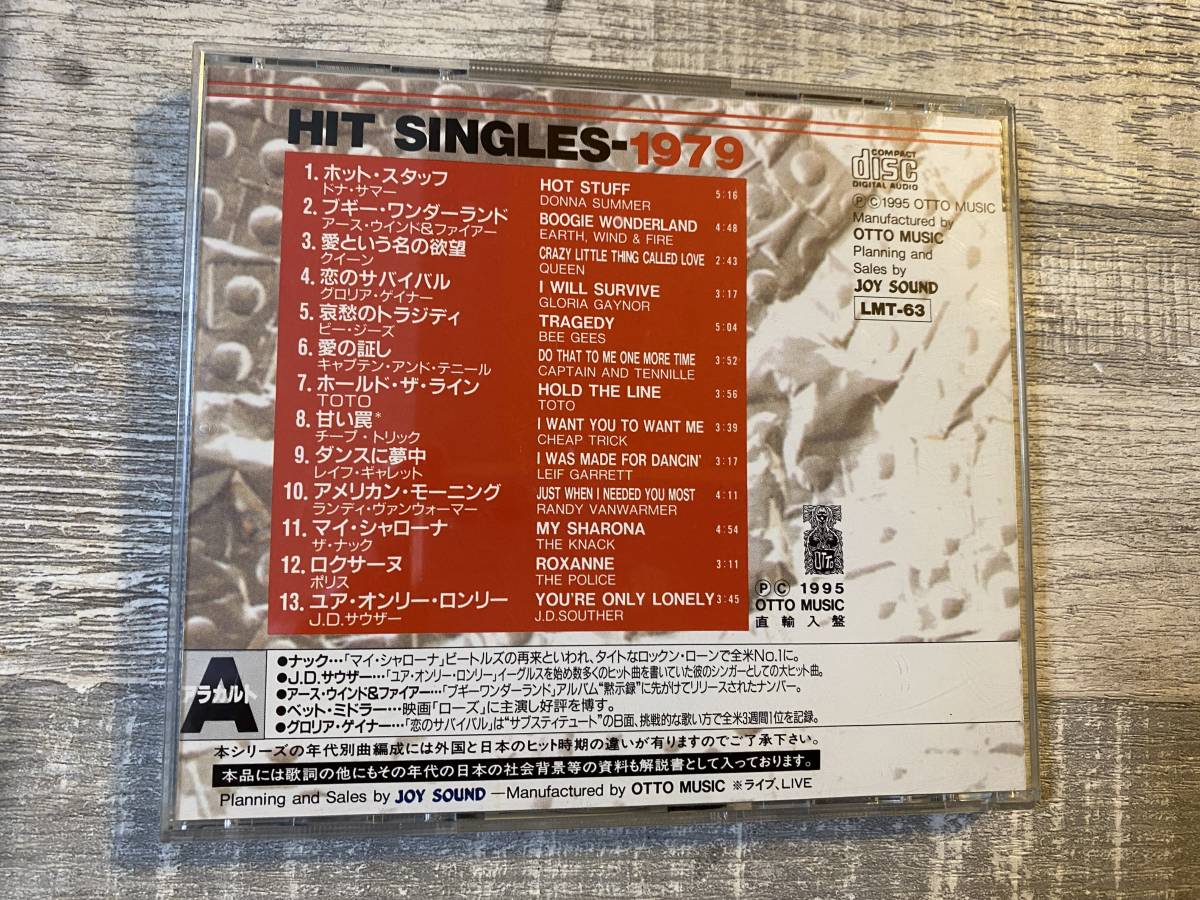 HIT SINGLES-1979
1. ホット・スタッフ
ドナ・サマー
HOT STUFF 5:16
DONNA SUMMER
2. ブギー・ワンダーランド
アース・ウインド&ファイアー
BOOGIE WONDERLAND 4:48
EARTH, WIND & FIRE
3. 愛という名の欲望
クイーン
CRAZY LITTLE THING CALLED LOVE 2:43
QUEEN
4. 恋のサバイバル
グロリア・ゲイナー
I WILL SURVIVE 3:17
GLORIA GAYNOR
5. 哀愁のトラジディ
ビー・ジーズ
TRAGEDY 5:04
BEE GEES
6. 愛の証し
キャプテン・アンド・テニール
DO THAT TO ME ONE MORE TIME 3:52
CAPTAIN AND TENNILLE
7. ホールド・ザ・ライン
TOTO
HOLD THE LINE 3:56
TOTO
8. 甘い罠*
チープ・トリック
I WANT YOU TO WANT ME 3:39
CHEAP TRICK
9. ダンスに夢中
レイフ・ギャレット
I WAS MADE FOR DANCIN' 3:17
LEIF GARRETT
10. アメリカン・モーニング
ランディ・ヴァンウォーマー
JUST WHEN I NEEDED YOU MOST 4:11
RANDY VANWARMER
11. マイ・シャローナ
ザ・ナック
MY SHARONA 4:54
THE KNACK
12. ロクサーヌ
ポリス
ROXANNE 3:11
THE POLICE
13. ユア・オンリー・ロンリー
J.D.サウザー
YOU'RE ONLY LONELY 3:45
J.D.SOUTHER
COMPACT
disc
DIGITAL AUDIO
ⓅⒸ1995 OTTO MUSIC
Manufactured by
OTTO MUSIC
Planning and
Sales by
JOY SOUND
LMT-63
OTTO
ⓅⒸ 1995
OTTO MUSIC
直輸入盤
A
アラカルト
●ナック…「マイ・シャローナ」ビートルズの再来といわれ、タイトなロックン・ローンで全米No.1に。
●J.D.サウザー…「ユア・オンリー・ロンリー」イーグルスを始め数多くのヒット曲を書いていた彼のシンガーとしての大ヒット曲。
●アース・ウインド&ファイアー…「ブギーワンダーランド」アルバム“黙示録”に先がけてリリースされたナンバー。
●ベット・ミドラー…映画「ローズ」に主演し好評を博す。
●グロリア・ゲイナー…「恋のサバイバル」は“サブスティテュート”の日面、挑戦的な歌い方で全米3週間1位を記録。
本シリーズの年代別曲編成には外国と日本のヒット時期の違いが有りますのでご了承下さい。
本品には歌詞の他にもその年代の日本の社会背景等の資料も解説書として入っております。
Planning and Sales by JOY SOUND —Manufactured by OTTO MUSIC ※ライブ、LIVE